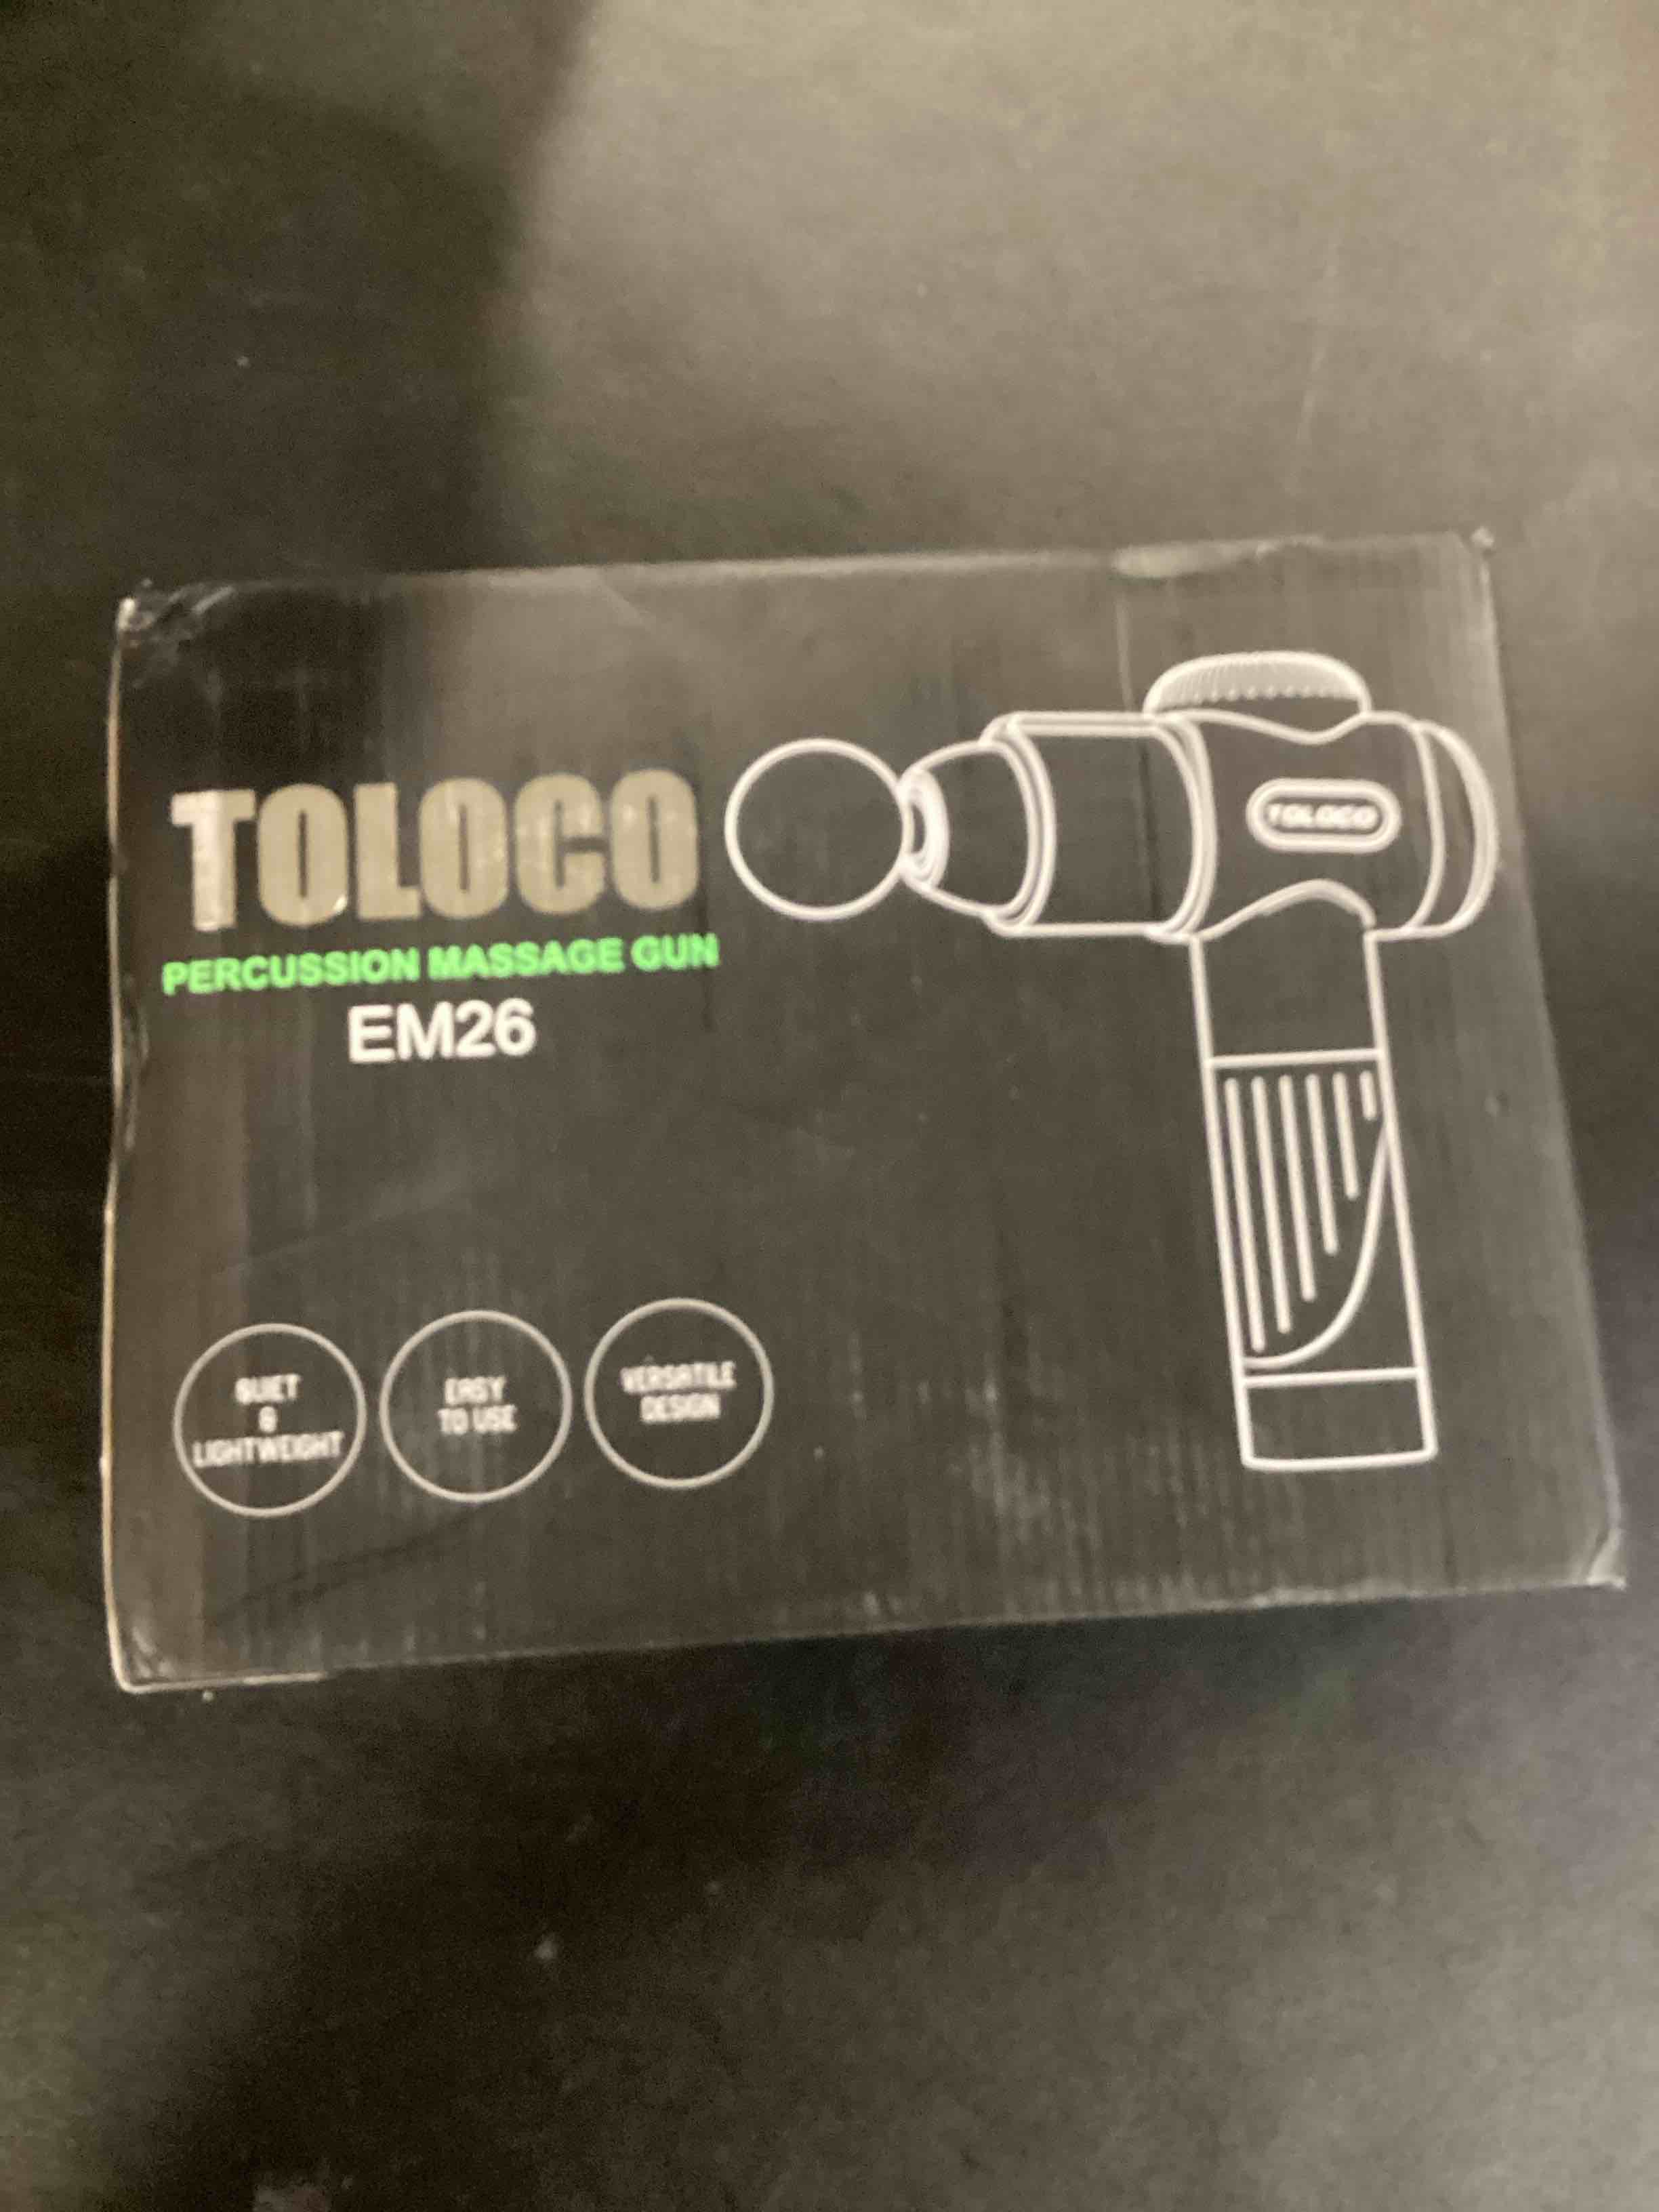 TOLOCO
PERCUSSION MASSAGE GUN
EM26
TOLOCO
QUIET
&
LIGHTWEIGHT
EASY
TO USE
VERSATILE
DESIGN